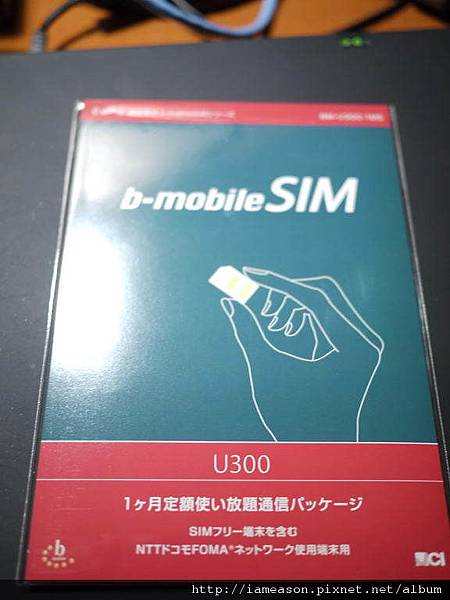 b-mobile SIM
U300
1ヶ月定額使い放題通信パッケージ
SIMフリー端末を含む
NTTドコモFOMA®ネットワーク使用端末用
b
http://iameason.pixnet.net/album